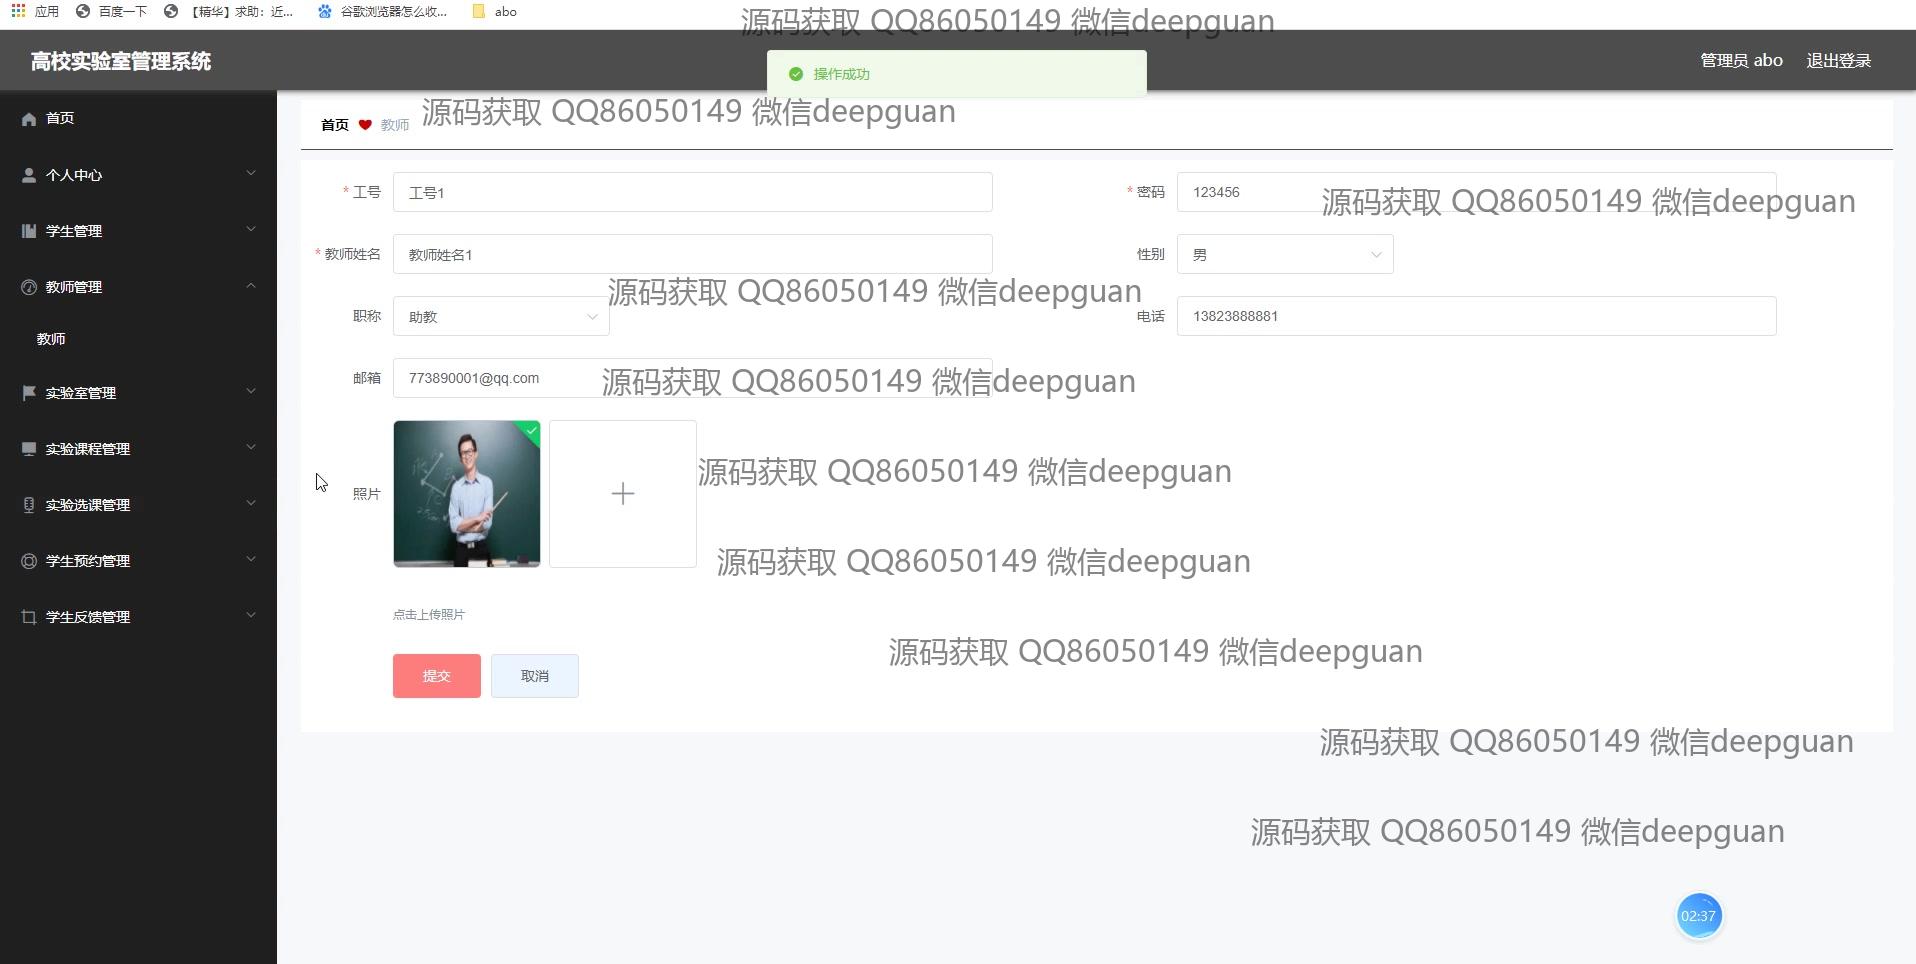 应用 百度一下 【精华】求助：近... 谷歌浏览器怎么收... abo
源码获取 QQ86050149 微信deepguan
高校实验室管理系统
操作成功
管理员 abo 退出登录
首页
个人中心
学生管理
教师管理
教师
实验室管理
实验课程管理
实验选课管理
学生预约管理
学生反馈管理
首页 教师
源码获取 QQ86050149 微信deepguan
* 工号 工号1
* 密码 123456
源码获取 QQ86050149 微信deepguan
* 教师姓名 教师姓名1
性别 男
源码获取 QQ86050149 微信deepguan
职称 助教
电话 13823888881
邮箱 773890001@qq.com
源码获取 QQ86050149 微信deepguan
照片
源码获取 QQ86050149 微信deepguan
源码获取 QQ86050149 微信deepguan
点击上传照片
源码获取 QQ86050149 微信deepguan
提交 取消
源码获取 QQ86050149 微信deepguan
源码获取 QQ86050149 微信deepguan
02:37